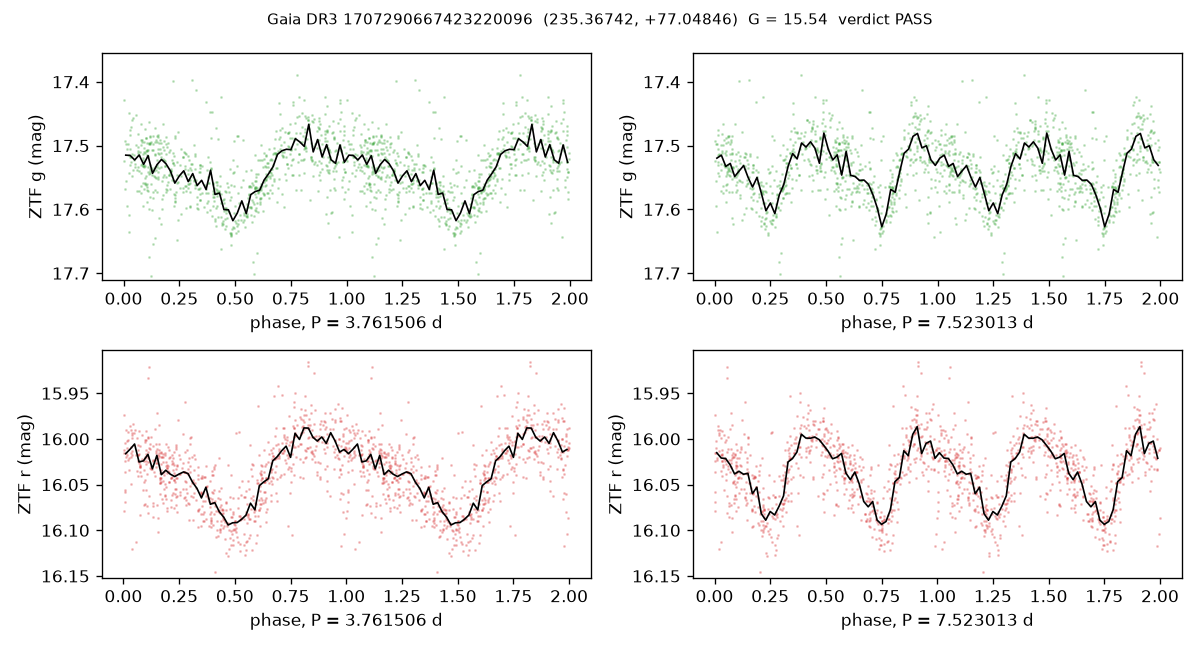 Gaia DR3 1707290667423220096 (235.36742, +77.04846) G = 15.54 verdict PASS
ZTF g (mag)
17.4
17.5
17.6
17.7
0.00 0.25 0.50 0.75 1.00 1.25 1.50 1.75 2.00
phase, P = 3.761506 d
ZTF g (mag)
17.4
17.5
17.6
17.7
0.00 0.25 0.50 0.75 1.00 1.25 1.50 1.75 2.00
phase, P = 7.523013 d
ZTF r (mag)
15.95
16.00
16.05
16.10
16.15
0.00 0.25 0.50 0.75 1.00 1.25 1.50 1.75 2.00
phase, P = 3.761506 d
ZTF r (mag)
15.95
16.00
16.05
16.10
16.15
0.00 0.25 0.50 0.75 1.00 1.25 1.50 1.75 2.00
phase, P = 7.523013 d